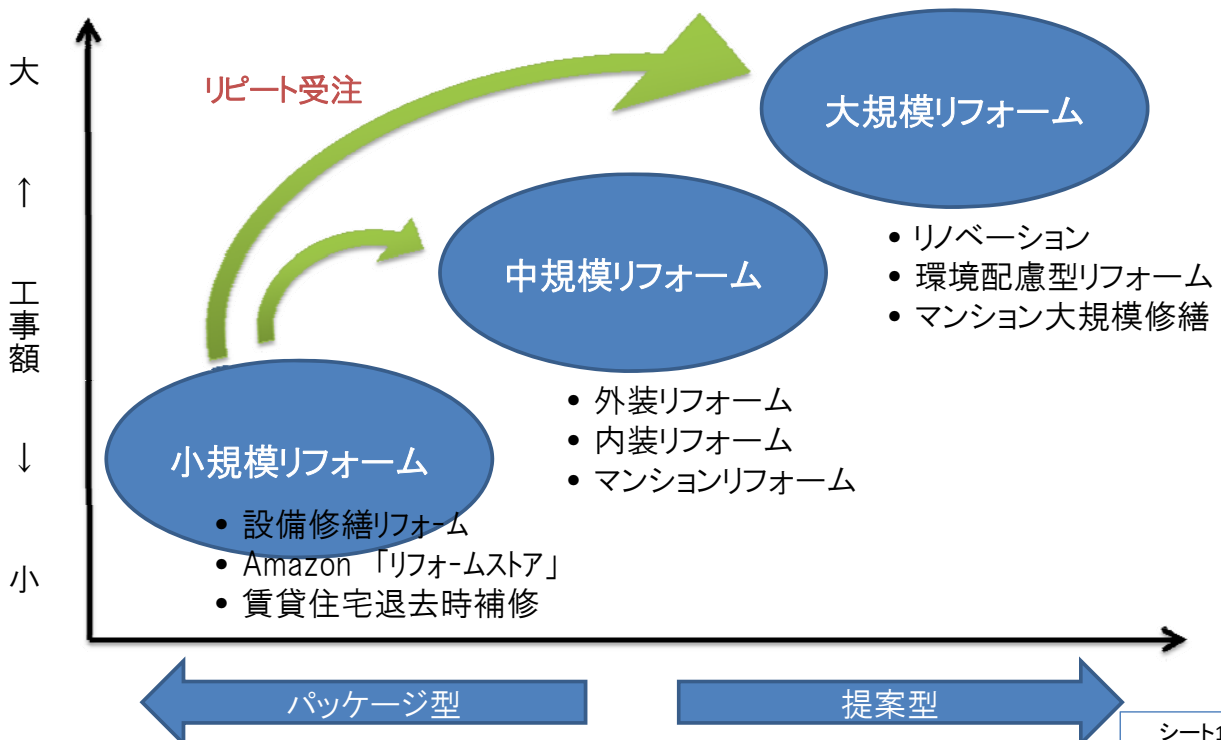 大
↑
工事額
↓
小
リピート受注
大規模リフォーム
• リノベーション
• 環境配慮型リフォーム
• マンション大規模修繕
中規模リフォーム
• 外装リフォーム
• 内装リフォーム
• マンションリフォーム
小規模リフォーム
• 設備修繕リフォーム
• Amazon 「リフォームストア」
• 賃貸住宅退去時補修
パッケージ型
提案型
シート1